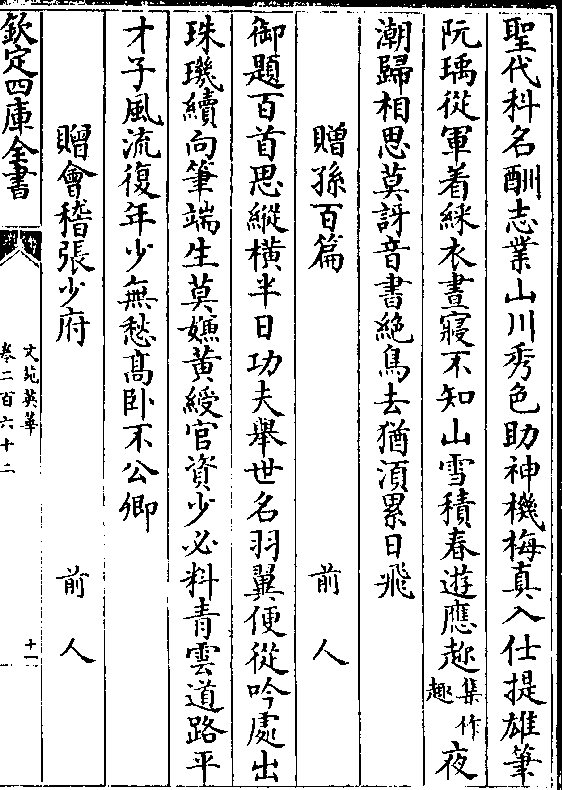 聖代科名酬志業山川秀色助神機梅真入仕提雄筆
阮瑀從軍着綵衣晝寢不知山雪積春遊應趂集作趣夜
潮歸相思莫訝音書絶鳥去猶湏累日飛
贈孫百篇 前人
御題百首思縱橫半日功夫舉世名羽翼便從吟處出
珠璣續向筆端生莫嫌黄綬官資少必料青雲道路平
才子風流復年少無愁髙卧不公卿
贈會稽張少府 前人
欽定四庫全書
文苑英華
卷二百六十二
十一